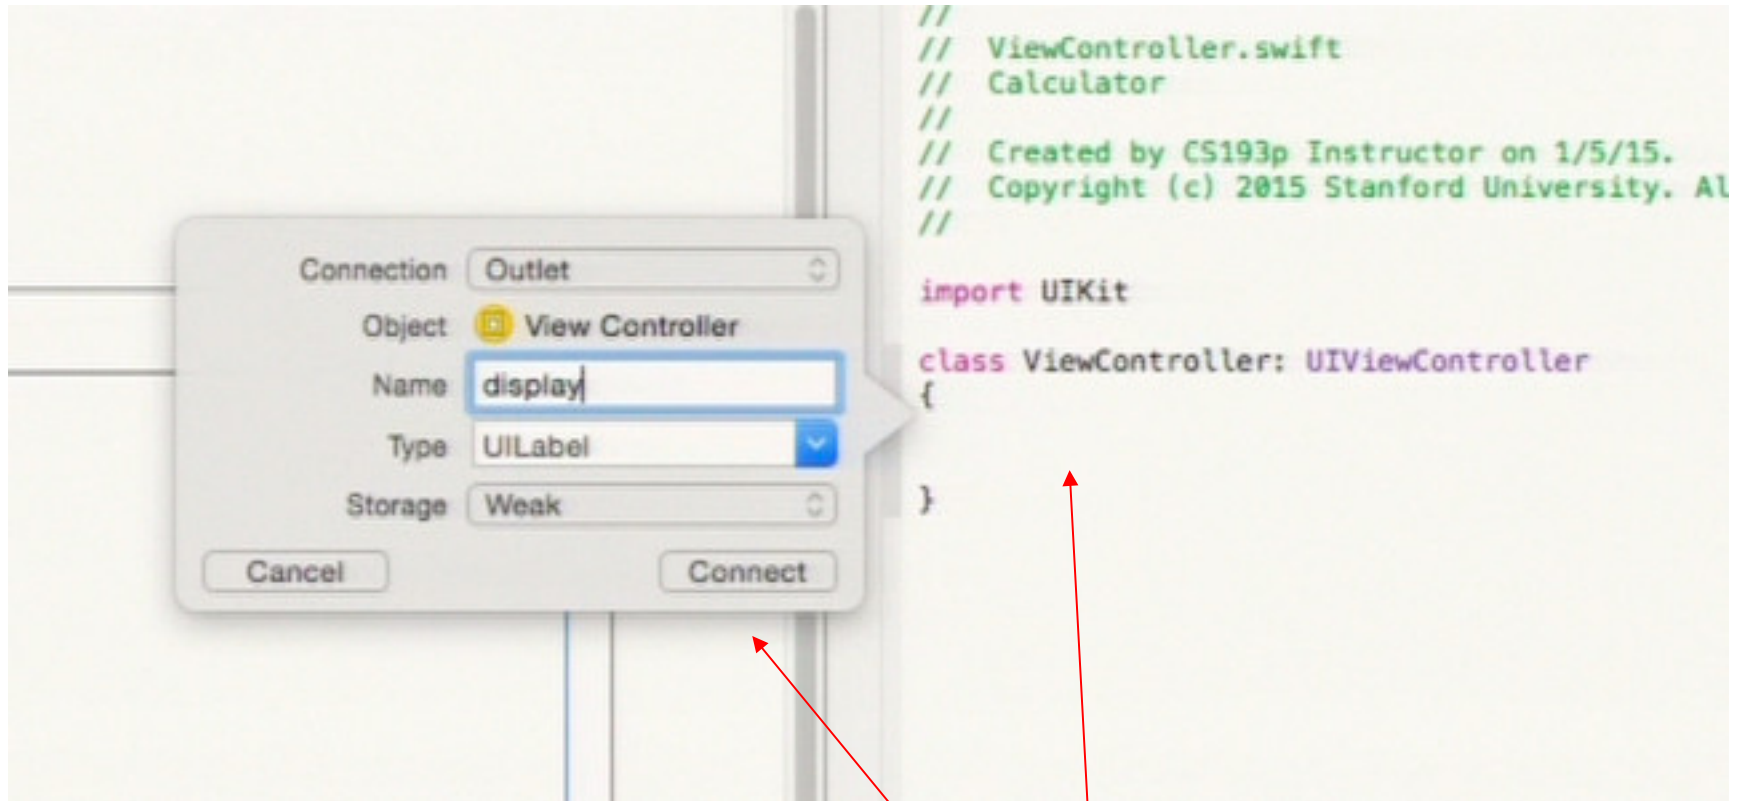 //
// ViewController.swift
// Calculator
//
// Created by CS193p Instructor on 1/5/15.
// Copyright (c) 2015 Stanford University. Al
//
import UIKit
class ViewController: UIViewController
{
}
Connection Outlet
Object View Controller
Name display
Type UILabel
Storage Weak
Cancel Connect